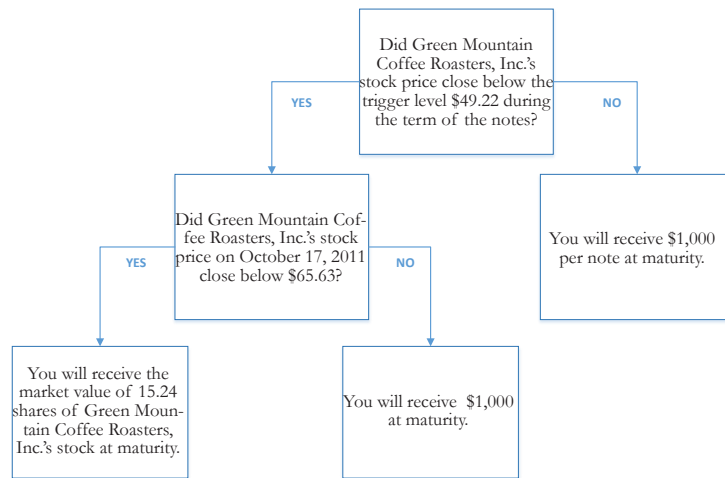 Did Green Mountain
Coffee Roasters, Inc.'s
stock price close below the
trigger level $49.22 during
the term of the notes?
YES
NO
Did Green Mountain Cof-
fee Roasters, Inc.'s stock
price on October 17, 2011
close below $65.63?
You will receive $1,000
per note at maturity.
YES
NO
You will receive the
market value of 15.24
shares of Green Moun-
tain Coffee Roasters,
Inc.'s stock at maturity.
You will receive $1,000
at maturity.